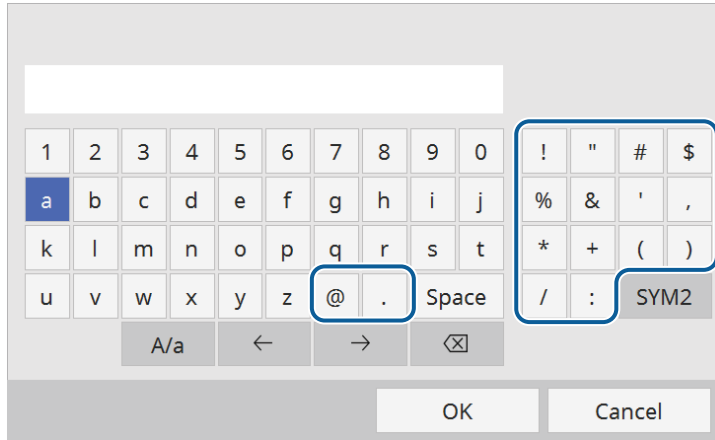 1 2 3 4 5 6 7 8 9 0 ! " # $
a b c d e f g h i j % & ' ,
k l m n o p q r s t * + ( )
u v w x y z @ . Space / : SYM2
A/a ← → ⌫
OK Cancel